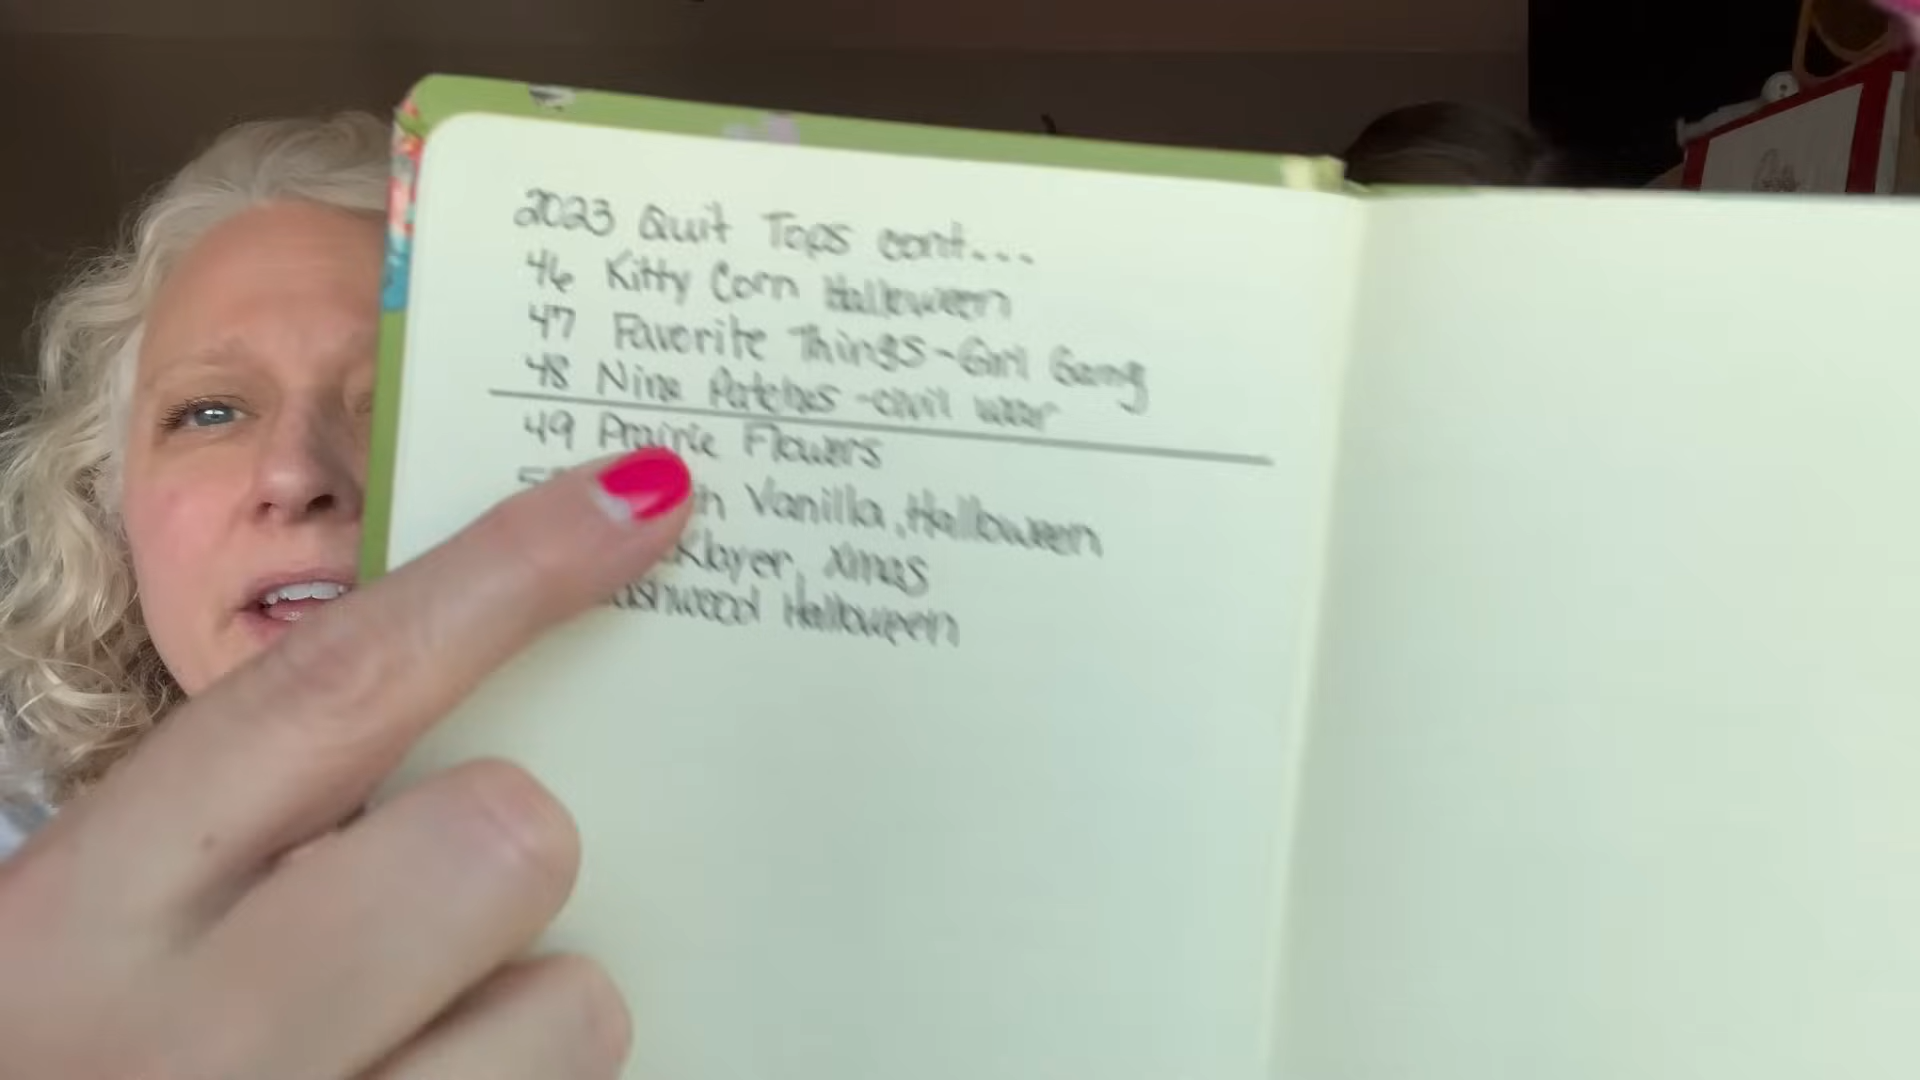 2023 Quit Tops cont...
46 Kitty Corn Halloween
47 Favorite Things-Girl Gang
48 Nine Patches-civil war
49 Prairie Flowers
Vanilla, Halloween
Xmas
Halloween